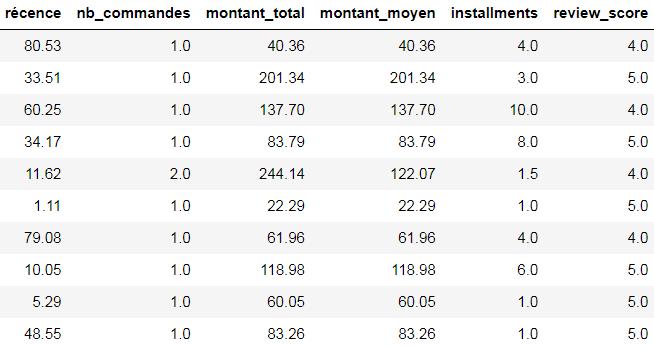 récence nb_commandes montant_total montant_moyen installments review_score
80.53 1.0 40.36 40.36 4.0 4.0
33.51 1.0 201.34 201.34 3.0 5.0
60.25 1.0 137.70 137.70 10.0 4.0
34.17 1.0 83.79 83.79 8.0 5.0
11.62 2.0 244.14 122.07 1.5 4.0
1.11 1.0 22.29 22.29 1.0 5.0
79.08 1.0 61.96 61.96 4.0 4.0
10.05 1.0 118.98 118.98 6.0 5.0
5.29 1.0 60.05 60.05 1.0 5.0
48.55 1.0 83.26 83.26 1.0 5.0